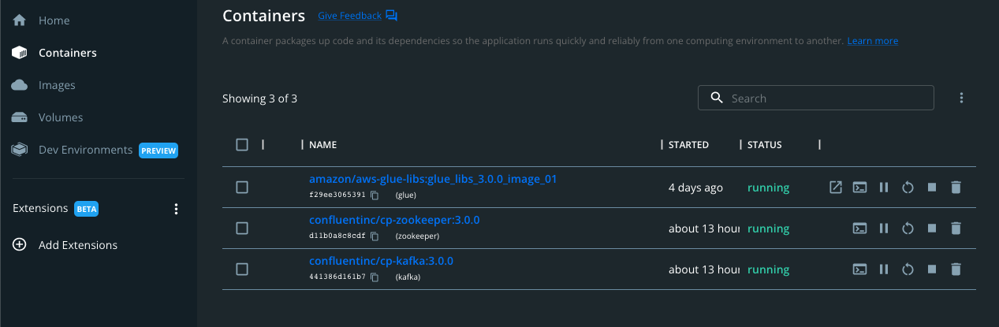 Home
Containers
Images
Volumes
Dev Environments PREVIEW
Extensions BETA
Add Extensions
Containers Give Feedback
A container packages up code and its dependencies so the application runs quickly and reliably from one computing environment to another. Learn more
Showing 3 of 3
Search
NAME STARTED STATUS
amazon/aws-glue-libs:glue_libs_3.0.0_image_01
f29ee3065391 (glue)
4 days ago running
confluentinc/cp-zookeeper:3.0.0
d11b0a8c8cdf (zookeeper)
about 13 hour running
confluentinc/cp-kafka:3.0.0
441386d161b7 (kafka)
about 13 hour running